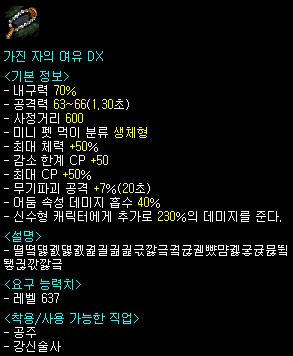 가진 자의 여유 DX
<기본 정보>
- 내구력 70%
- 공격력 63~66(1,30초)
- 사정거리 600
- 미니 펫 먹이 분류 생체형
- 최대 체력 +50%
- 감소 한계 CP +50
- 최대 CP +50%
- 무기파괴 공격 +7%(20초)
- 어둠 속성 데미지 흡수 40%
- 신수형 캐릭터에게 추가로 230%의 데미지를 준다.
<설명>
<요구 능력치>
- 레벨 637
<착용/사용 가능한 직업>
- 공주
- 강신술사